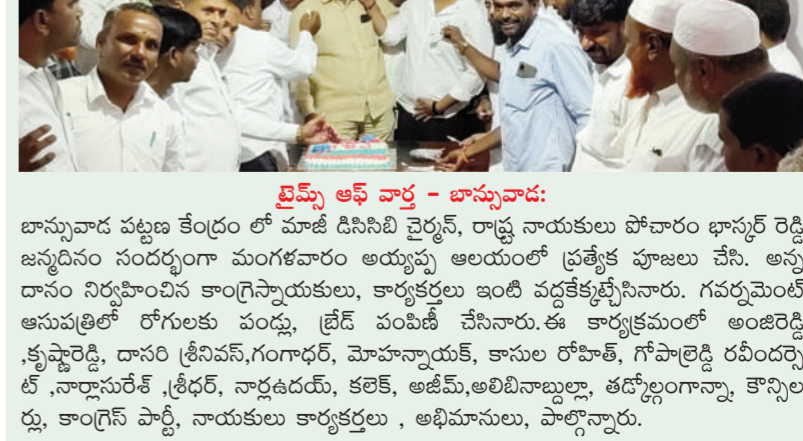 టైమ్స్ ఆఫ్ వార్త - బాన్సువాడ:
బాన్సువాడ పట్టణ కేంద్రం లో మాజీ డిసిసిబి చైర్మన్, రాష్ట్ర నాయకులు పోచారం భాస్కర్ రెడ్డి
జన్మదినం సందర్భంగా మంగళవారం అయ్యప్ప ఆలయంలో ప్రత్యేక పూజలు చేసి. అన్న
దానం నిర్వహించిన కాంగ్రెస్నాయకులు, కార్యకర్తలు ఇంటి వద్దకేక్కట్చేసినారు. గవర్నమెంట్
ఆసుపత్రిలో రోగులకు పండ్లు, బ్రేడ్ పంపిణీ చేసినారు.ఈ కార్యక్రమంలో అంజిరెడ్డి
,కృష్ణారెడ్డి, దాసరి శ్రీనివస్,గంగాధర్, మోహన్నాయక్, కాసుల రోహిత్, గోపాల్రెడ్డి రవీందర్సె
ట్ ,నార్లాసురేశ్ ,శ్రీధర్, నార్లఉదయ్, కలెక్, అజీమ్,అలిబినాబ్దుల్లా, తడ్కోల్గంగాన్నా, కౌన్సిల
ర్లు, కాంగ్రెస్ పార్టీ, నాయకులు కార్యకర్తలు , అభిమానులు, పాల్గొన్నారు.